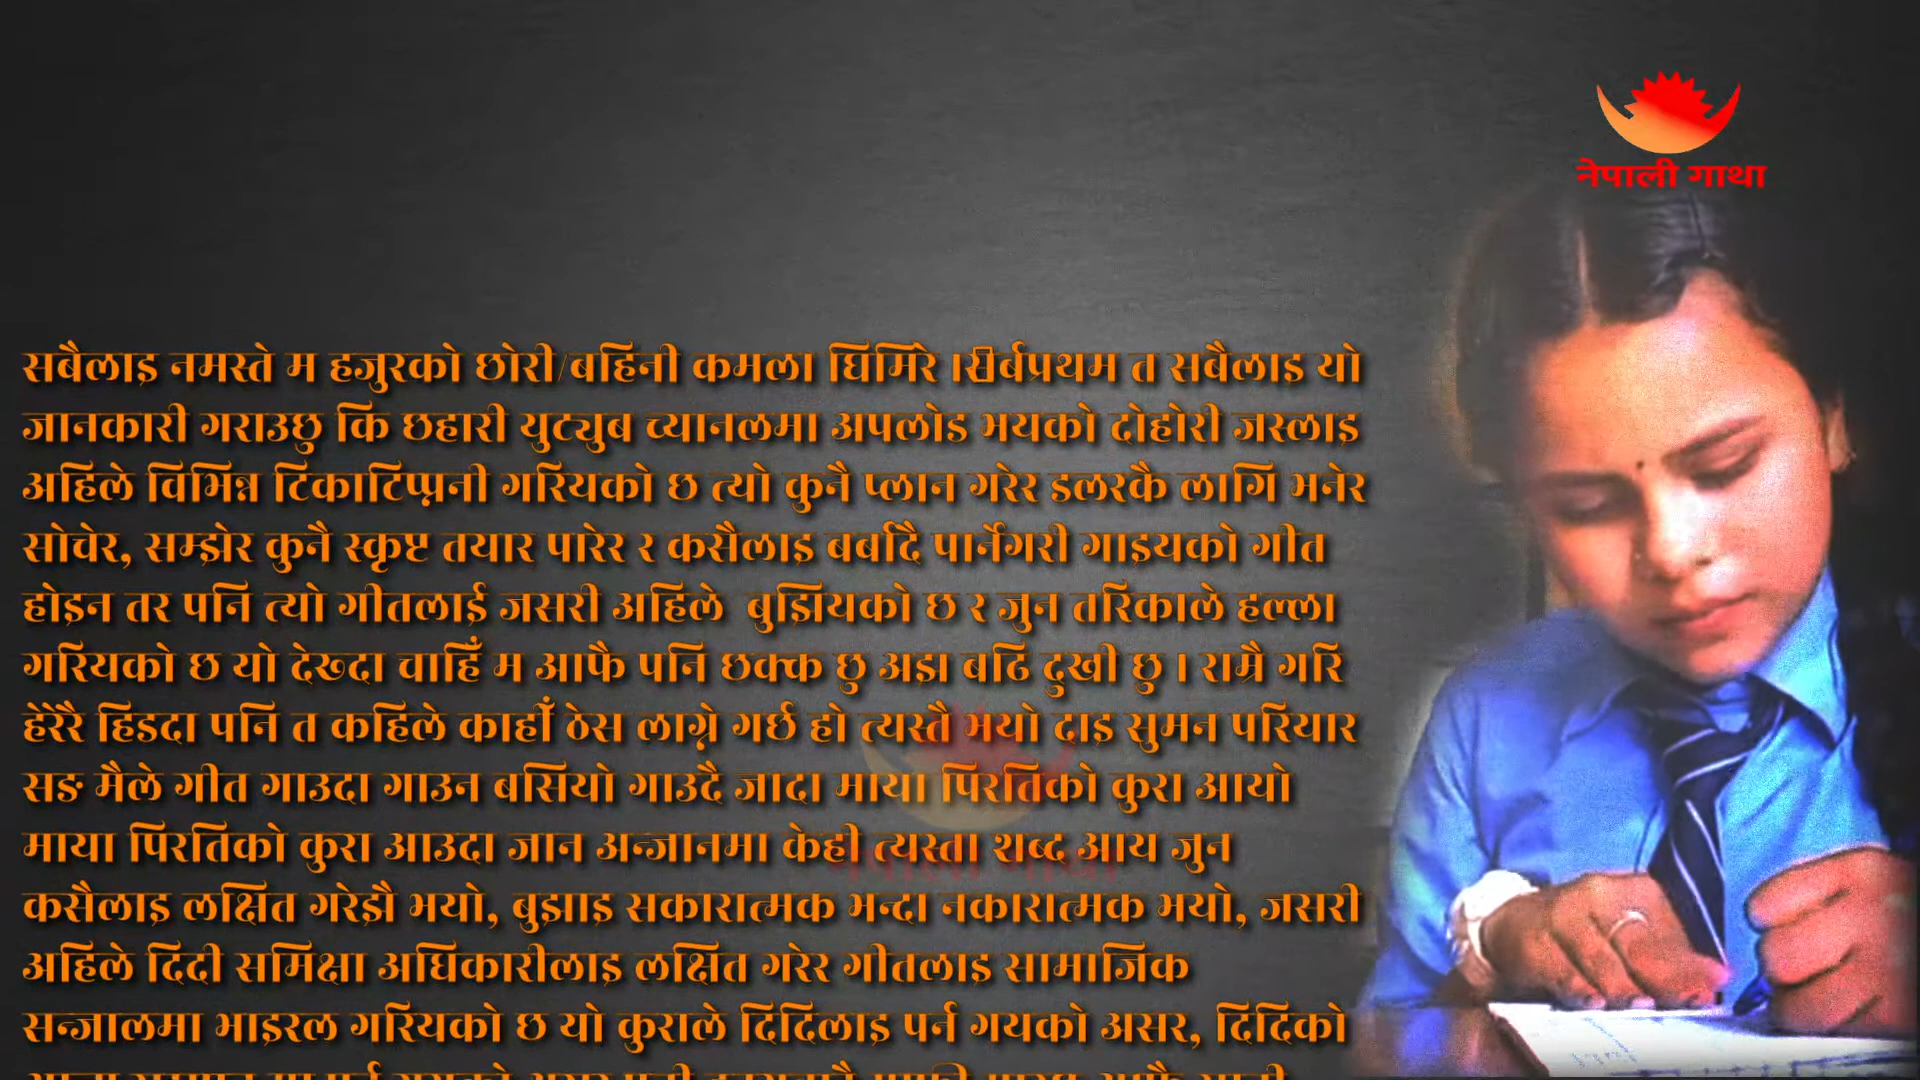 नेपाली गाथा
सबैलाइ नमस्ते म हजुरको छोरी/बहिनी कमला घिमिरे । सर्बप्रथम त सबैलाइ यो
जानकारी गराउछु कि छहारी युट्युब च्यानलमा अपलोड भयको दोहोरी जस्लाइ
अहिले विभिन्न टिकाटिप्पनी गरियको छ त्यो कुनै प्लान गरेर डलरकै लागि भनेर
सोचेर, सम्झेर कुनै स्कृप्ट तयार पारेर र कसैलाइ बर्बादै पार्नेगरी गाइयको गीत
होइन तर पनि त्यो गीतलाई जसरी अहिले बुझियको छ र जुन तरिकाले हल्ला
गरियको छ यो देख्दा चाहिँ म आफै पनि छक्क छु अझ बढि दुखी छु । राम्रै गरि
हेरेरै हिडदा पनि त कहिले काहीँ ठेस लाग्ने गर्छ हो त्यस्तै भयो दाइ सुमन परियार
सङ मैले गीत गाउदा गाउन बसियो गाउदै जादा माया पिरतिको कुरा आयो
माया पिरतिको कुरा आउदा जान अन्जानमा केही त्यस्ता शब्द आय जुन
कसैलाइ लक्षित गरेझै भयो, बुझाइ सकारात्मक भन्दा नकारात्मक भयो, जसरी
अहिले दिदी समिक्षा अधिकारीलाइ लक्षित गरेर गीतलाइ सामाजिक
सन्जालमा भाइरल गरियको छ यो कुराले दिदिलाइ पर्न गयको असर, दिदिको